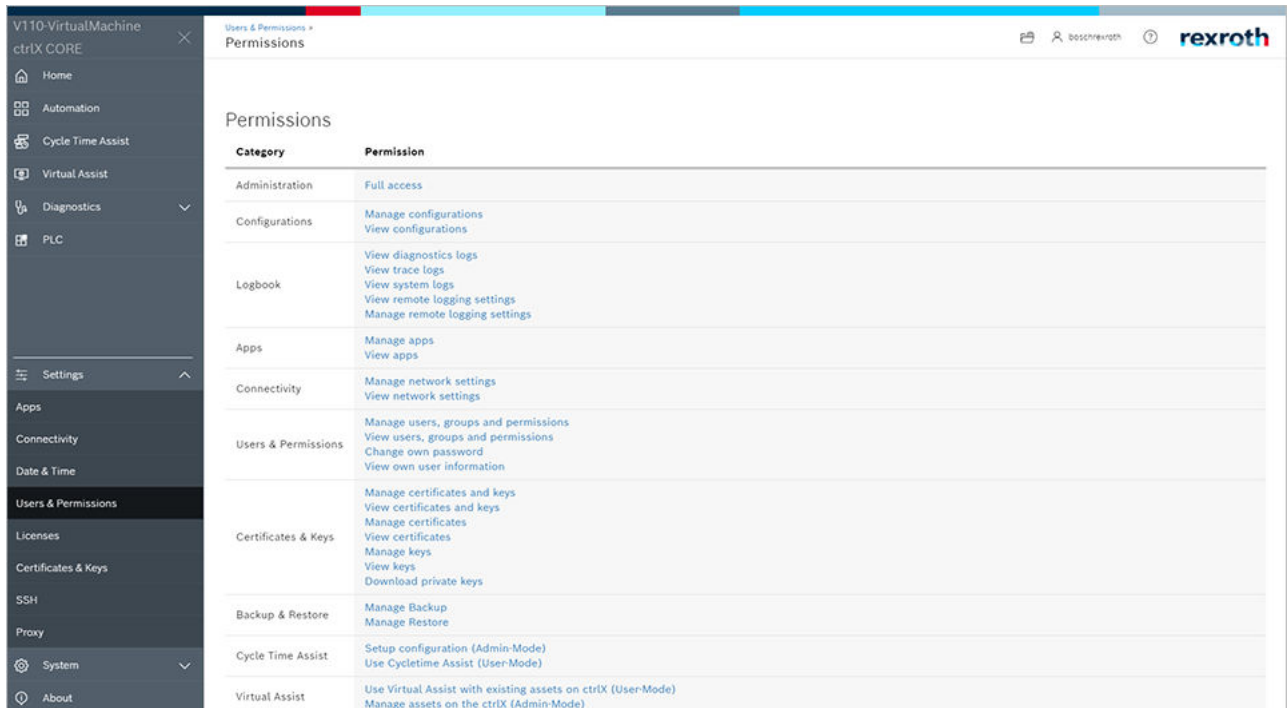 V110-VirtualMachine
ctrlX CORE
Home
Automation
Cycle Time Assist
Virtual Assist
Diagnostics
PLC
Settings
Apps
Connectivity
Date & Time
Users & Permissions
Licenses
Certificates & Keys
SSH
Proxy
System
About
Users & Permissions >
Permissions
boschrexroth
rexroth
Permissions
Category Permission
Administration Full access
Configurations
Manage configurations
View configurations
Logbook
View diagnostics logs
View trace logs
View system logs
View remote logging settings
Manage remote logging settings
Apps
Manage apps
View apps
Connectivity
Manage network settings
View network settings
Users & Permissions
Manage users, groups and permissions
View users, groups and permissions
Change own password
View own user information
Certificates & Keys
Manage certificates and keys
View certificates and keys
Manage certificates
View certificates
Manage keys
View keys
Download private keys
Backup & Restore
Manage Backup
Manage Restore
Cycle Time Assist
Setup configuration (Admin-Mode)
Use Cycletime Assist (User-Mode)
Virtual Assist
Use Virtual Assist with existing assets on ctrlX (User-Mode)
Manage assets on the ctrlX (Admin-Mode)